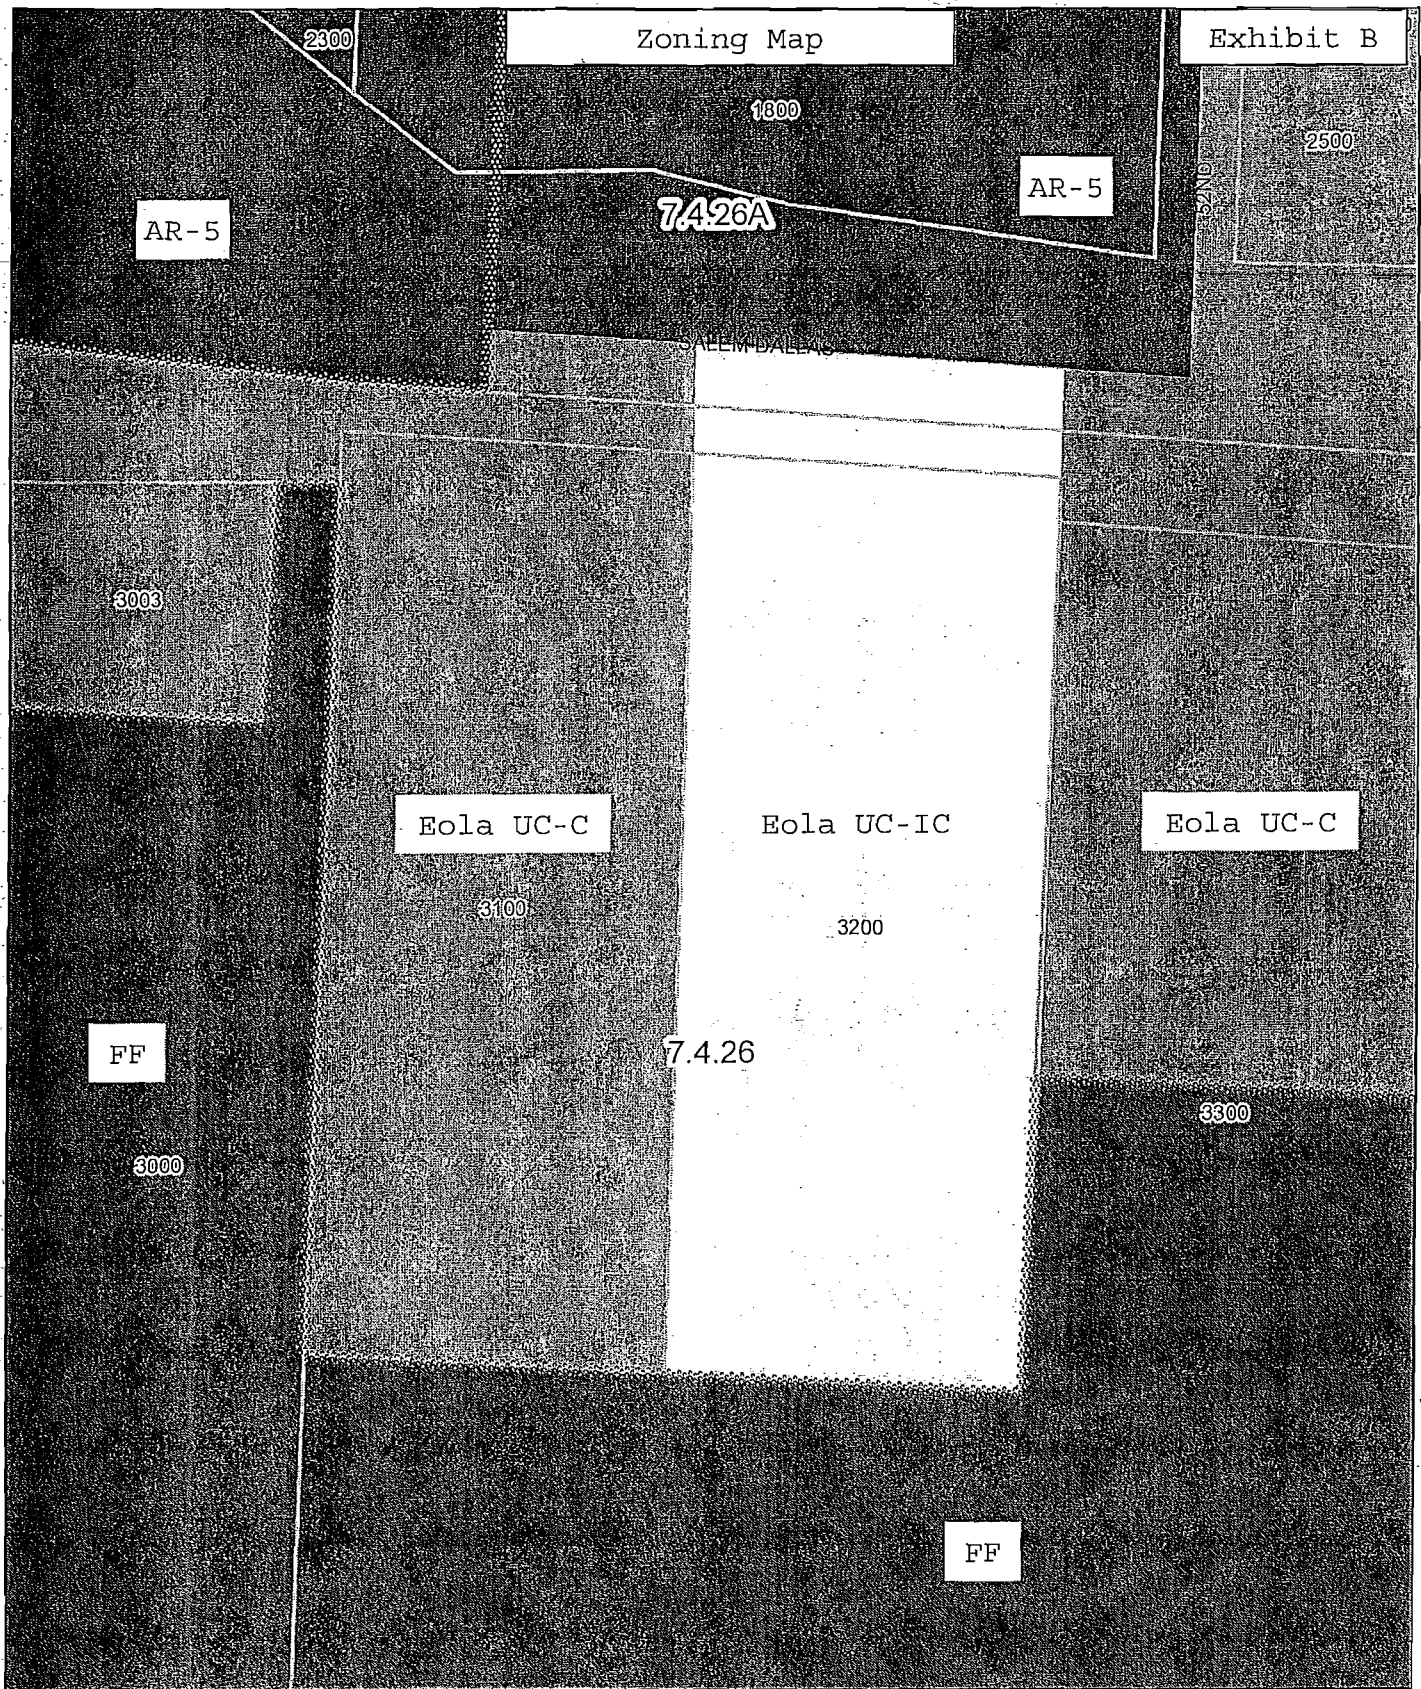 Zoning Map
Exhibit B
2300
1800
2500
AR-5
52ND
AR-5
7.4.26A
SALEM-DALLAS
3003
Eola UC-C
Eola UC-IC
Eola UC-C
3100
3200
7.4.26
FF
3300
3000
FF